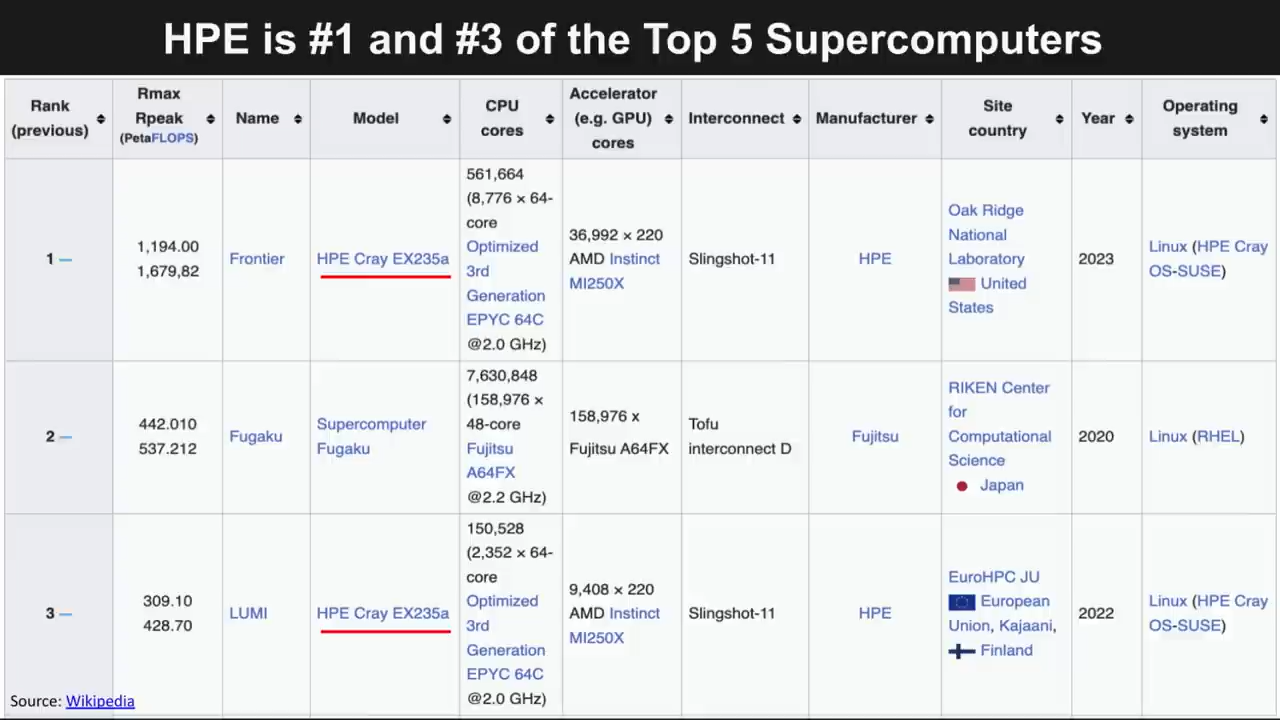 HPE is #1 and #3 of the Top 5 Supercomputers
Rank
(previous)
Rmax
Rpeak
(PetaFLOPS)
Name
Model
CPU
cores
Accelerator
(e.g. GPU)
cores
Interconnect
Manufacturer
Site
country
Year
Operating
system
1 —
1,194.00
1,679,82
Frontier
HPE Cray EX235a
561,664
(8,776 × 64-
core
Optimized
3rd
Generation
EPYC 64C
@2.0 GHz)
36,992 × 220
AMD Instinct
MI250X
Slingshot-11
HPE
Oak Ridge
National
Laboratory
United
States
2023
Linux (HPE Cray
OS-SUSE)
2 —
442.010
537.212
Fugaku
Supercomputer
Fugaku
7,630,848
(158,976 ×
48-core
Fujitsu
A64FX
@2.2 GHz)
158,976 x
Fujitsu A64FX
Tofu
interconnect D
Fujitsu
RIKEN Center
for
Computational
Science
Japan
2020
Linux (RHEL)
3 —
309.10
428.70
LUMI
HPE Cray EX235a
150,528
(2,352 × 64-
core
Optimized
3rd
Generation
EPYC 64C
@2.0 GHz)
9,408 × 220
AMD Instinct
MI250X
Slingshot-11
HPE
EuroHPC JU
European
Union, Kajaani,
Finland
2022
Linux (HPE Cray
OS-SUSE)
Source: Wikipedia